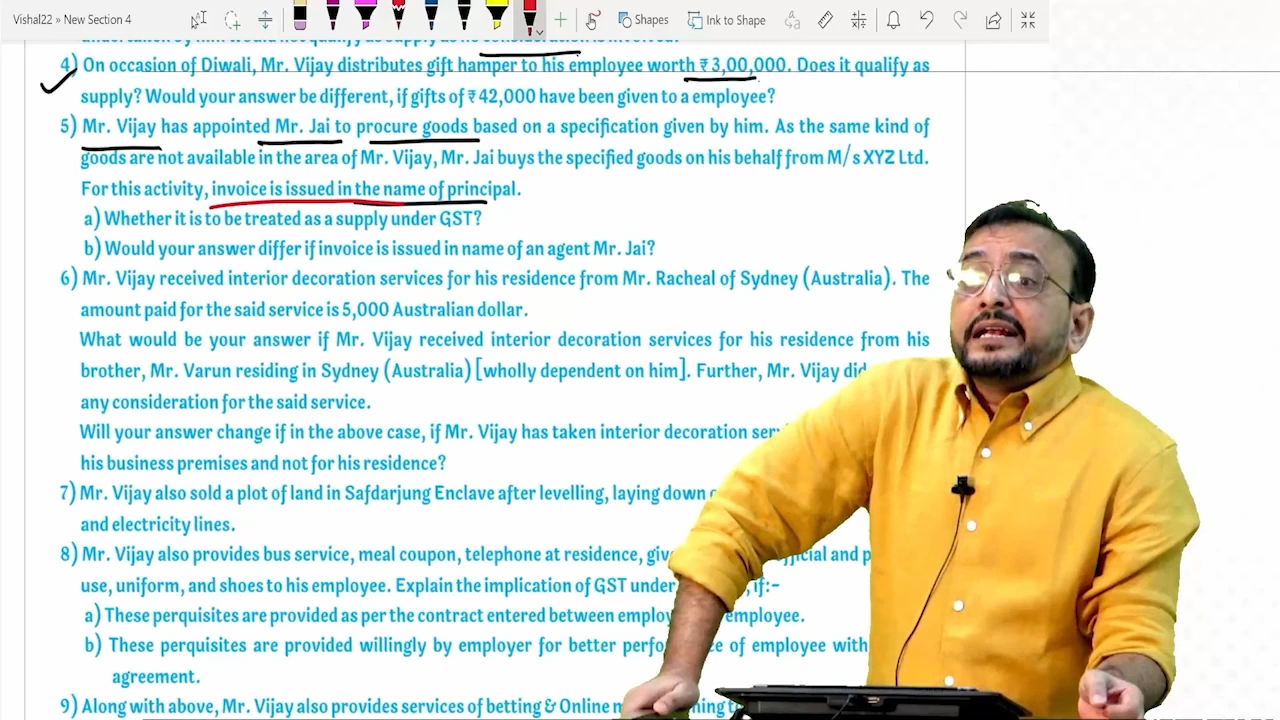 Vishal22 » New Section 4
Shapes
Ink to Shape
4) On occasion of Diwali, Mr. Vijay distributes gift hamper to his employee worth ₹3,00,000. Does it qualify as
supply? Would your answer be different, if gifts of ₹42,000 have been given to a employee?
5) Mr. Vijay has appointed Mr. Jai to procure goods based on a specification given by him. As the same kind of
goods are not available in the area of Mr. Vijay, Mr. Jai buys the specified goods on his behalf from M/s XYZ Ltd.
For this activity, invoice is issued in the name of principal.
a) Whether it is to be treated as a supply under GST?
b) Would your answer differ if invoice is issued in name of an agent Mr. Jai?
6) Mr. Vijay received interior decoration services for his residence from Mr. Racheal of Sydney (Australia). The
amount paid for the said service is 5,000 Australian dollar.
What would be your answer if Mr. Vijay received interior decoration services for his residence from his
brother, Mr. Varun residing in Sydney (Australia) [wholly dependent on him]. Further, Mr. Vijay did
any consideration for the said service.
Will your answer change if in the above case, if Mr. Vijay has taken interior decoration
his business premises and not for his residence?
7) Mr. Vijay also sold a plot of land in Safdarjung Enclave after levelling, laying down
and electricity lines.
8) Mr. Vijay also provides bus service, meal coupon, telephone at residence,
use, uniform, and shoes to his employee. Explain the implication of GST under if:-
a) These perquisites are provided as per the contract entered between employee.
b) These perquisites are provided willingly by employer for better of employee with
agreement.
9) Along with above, Mr. Vijay also provides services of betting & Online